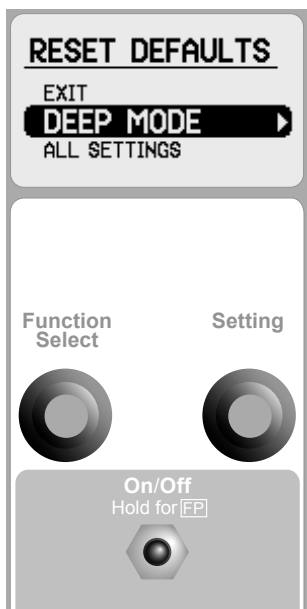 RESET DEFAULTS
EXIT
DEEP MODE
ALL SETTINGS
Function Setting
Select
On/Off
Hold for FP